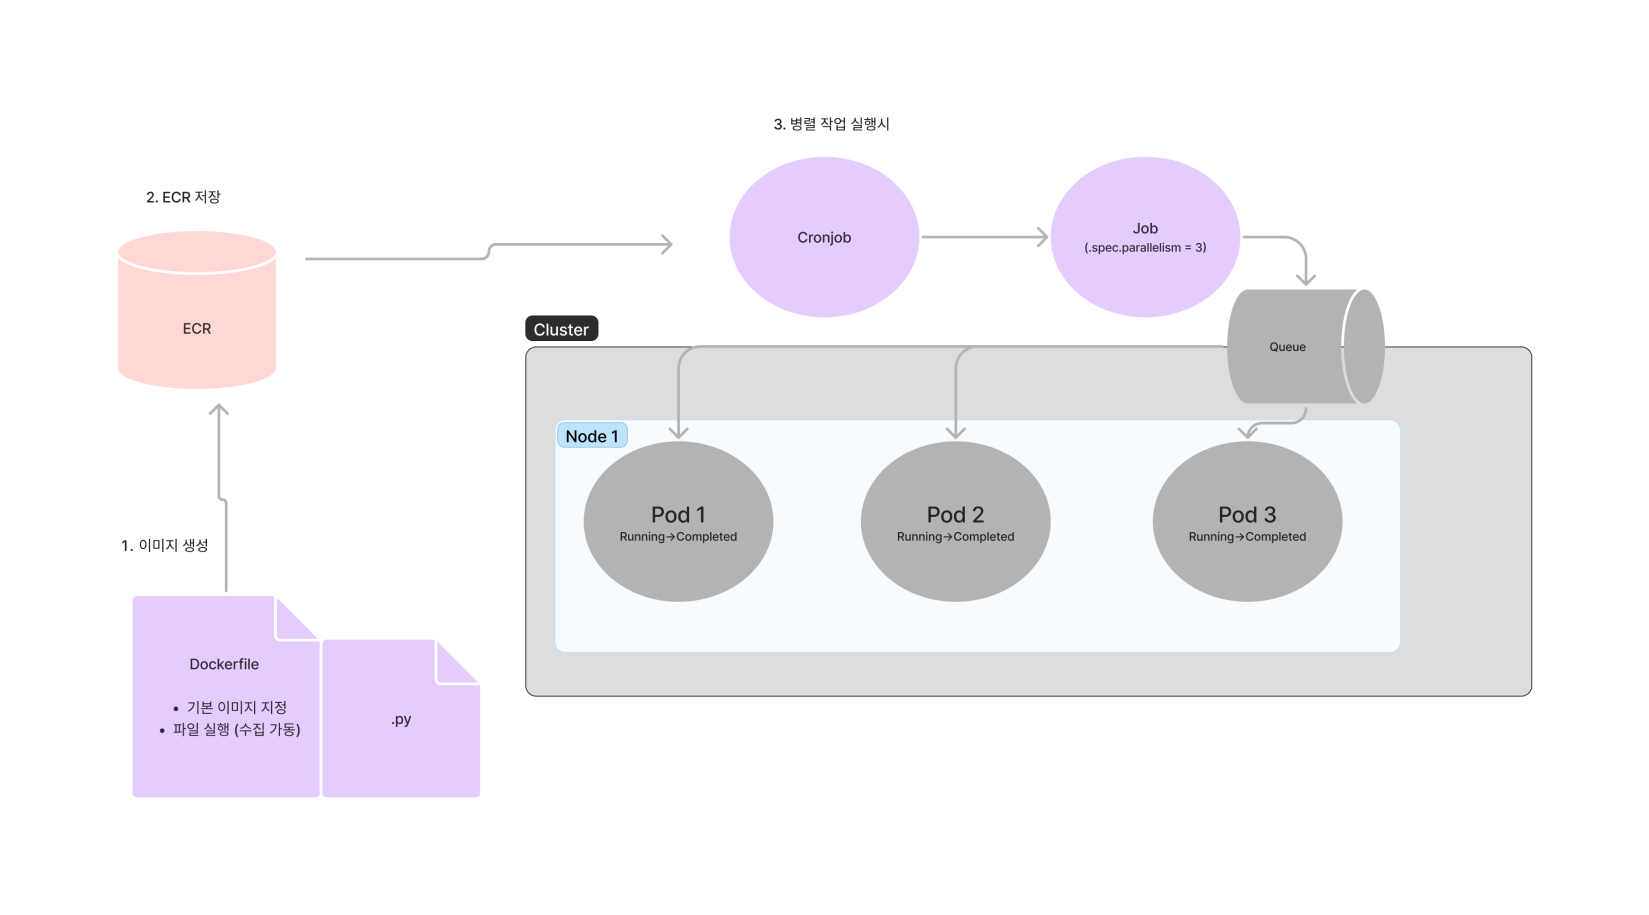 3. 병렬 작업 실행시
2. ECR 저장
ECR
Cronjob
Job
(.spec.parallelism = 3)
Cluster
Queue
Node 1
Pod 1
Running→Completed
Pod 2
Running→Completed
Pod 3
Running→Completed
1. 이미지 생성
Dockerfile
• 기본 이미지 지정
• 파일 실행 (수집 가동)
.py